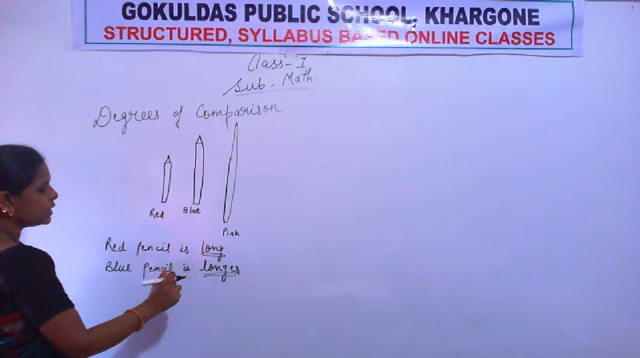 GOKULDAS PUBLIC SCHOOL, KHARGONE
STRUCTURED, SYLLABUS BASED ONLINE CLASSES
Class-I
Sub. Math.
Degrees of Comparison
Red
Blue
Pink
Red pencil is long
Blue pencil is longer